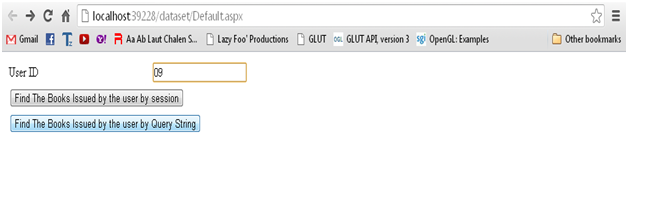 localhost:39228/dataset/Default.aspx
Gmail Aa Ab Laut Chalen S... Lazy Foo' Productions GLUT GLUT API, version 3 OpenGL: Examples Other bookmarks
User ID 09
Find The Books Issued by the user by session
Find The Books Issued by the user by Query String